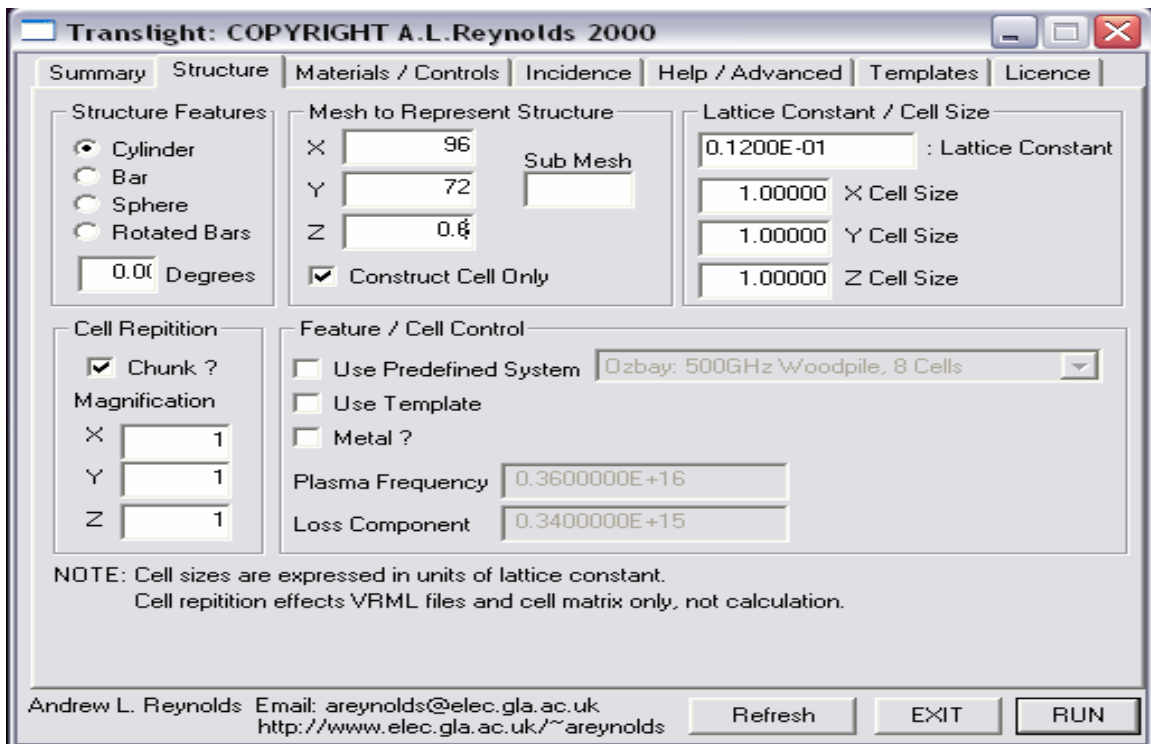 Translight: COPYRIGHT A.L.Reynolds 2000
Summary Structure Materials / Controls Incidence Help / Advanced Templates Licence
Structure Features
Cylinder
Bar
Sphere
Rotated Bars
0.0( Degrees
Mesh to Represent Structure
X 96
Y 72
Z 0.6
Sub Mesh
Construct Cell Only
Lattice Constant / Cell Size
0.1200E-01 : Lattice Constant
1.00000 X Cell Size
1.00000 Y Cell Size
1.00000 Z Cell Size
Cell Repitition
Chunk ?
Magnification
X 1
Y 1
Z 1
Feature / Cell Control
Use Predefined System Ozbay: 500GHz Woodpile, 8 Cells
Use Template
Metal ?
Plasma Frequency 0.3600000E+16
Loss Component 0.3400000E+15
NOTE: Cell sizes are expressed in units of lattice constant.
Cell repitition effects VRML files and cell matrix only, not calculation.
Andrew L. Reynolds Email: areynolds@elec.gla.ac.uk
http://www.elec.gla.ac.uk/~areynolds
Refresh EXIT RUN